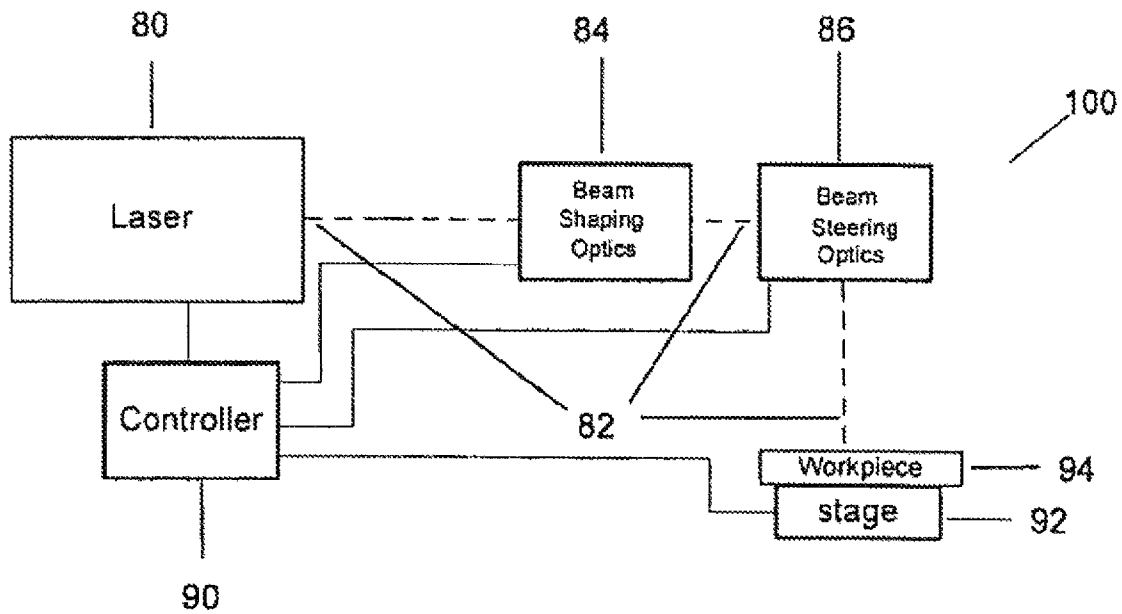 80
84
86
100
Laser
Beam
Shaping
Optics
Beam
Steering
Optics
Controller
82
Workpiece
94
stage
92
90